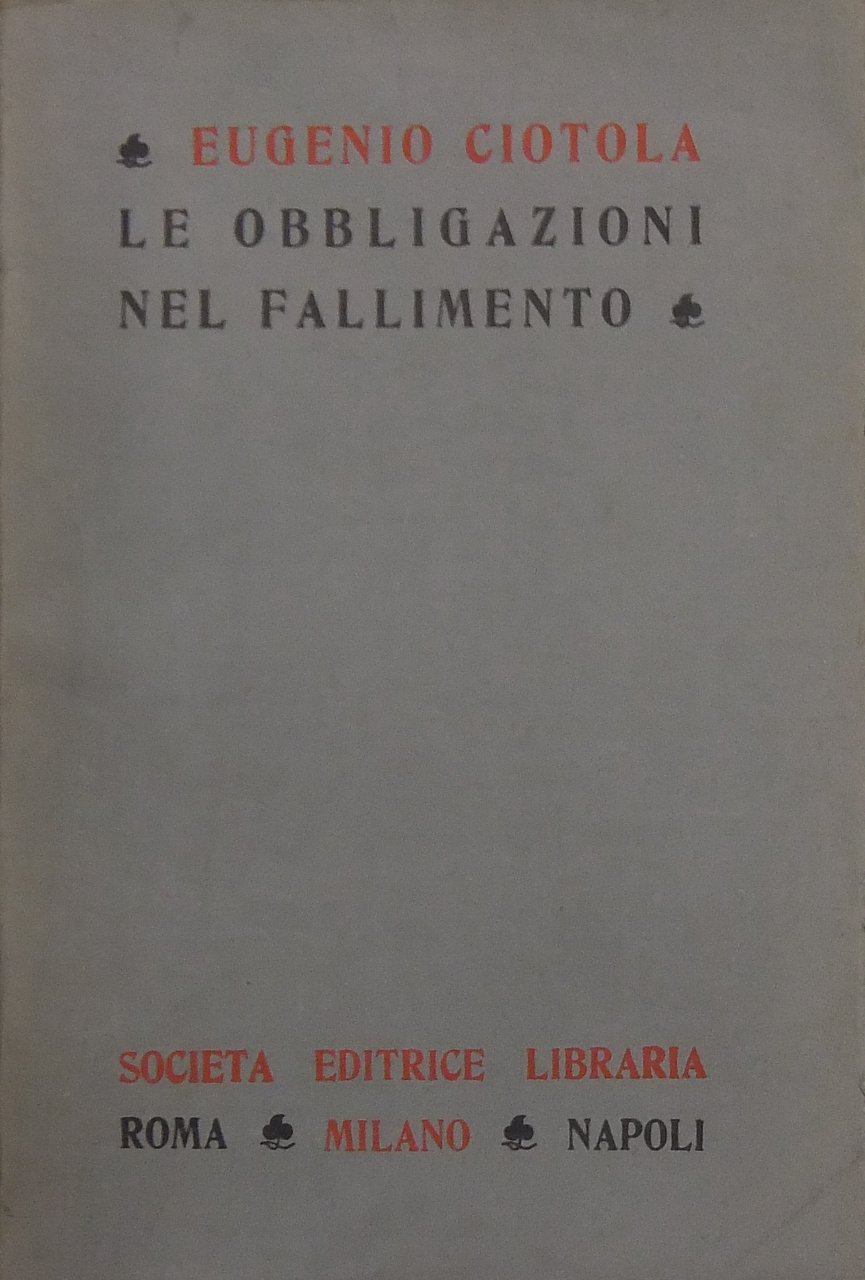 EUGENIO CIOTOLA
LE OBBLIGAZIONI
NEL FALLIMENTO
SOCIETA EDITRICE LIBRARIA
ROMA MILANO NAPOLI